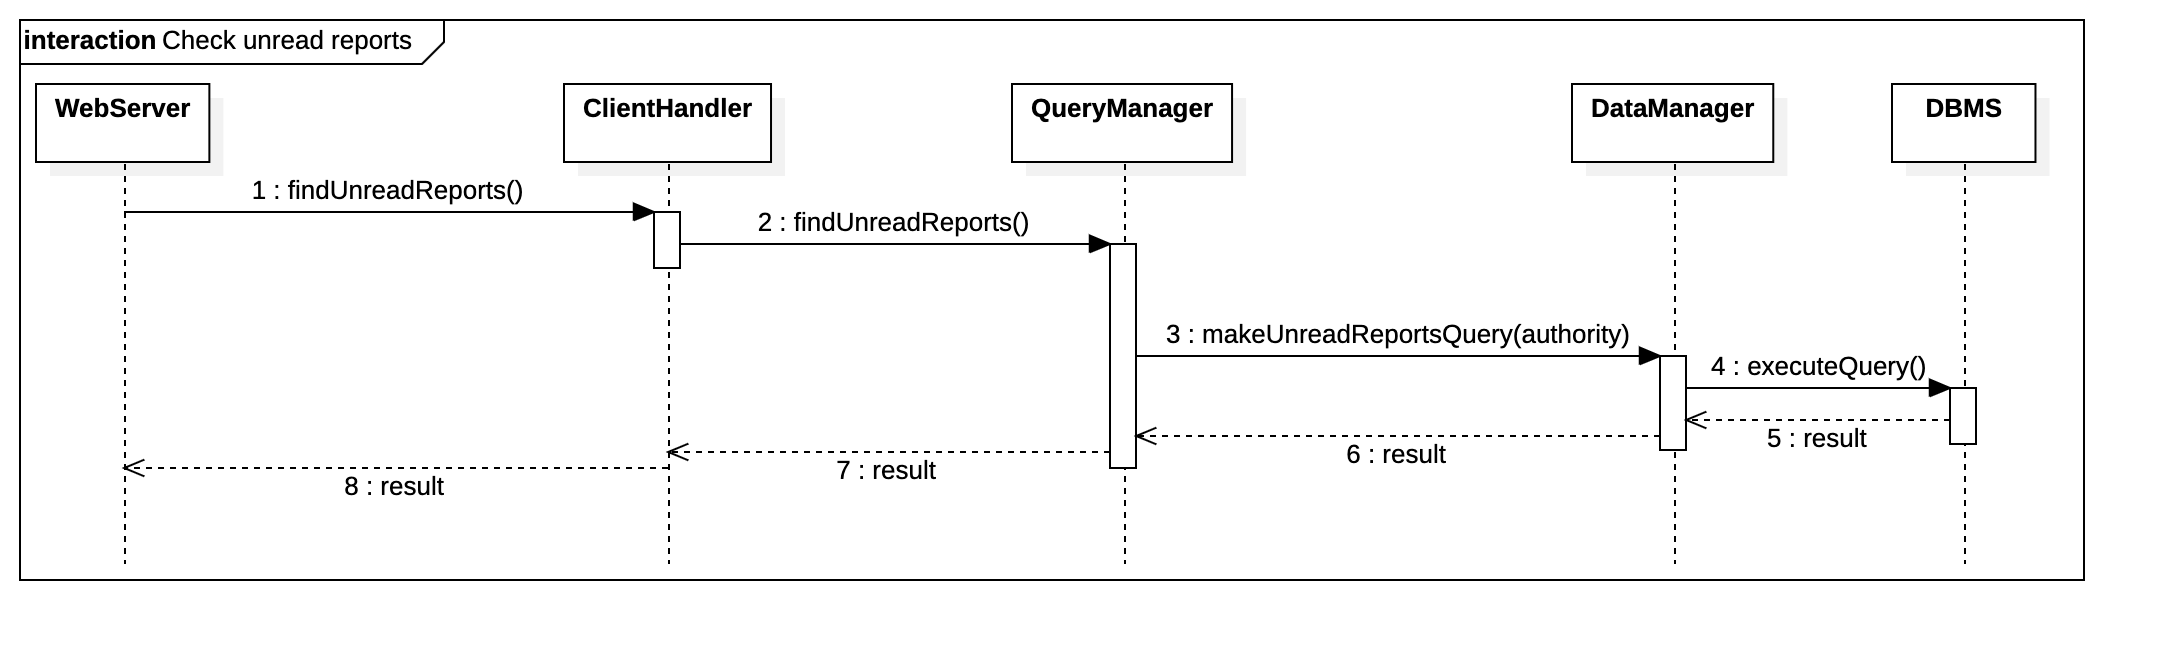 interaction Check unread reports
WebServer
ClientHandler
QueryManager
DataManager
DBMS
1 : findUnreadReports()
2 : findUnreadReports()
3 : makeUnreadReportsQuery(authority)
4 : executeQuery()
5 : result
6 : result
7 : result
8 : result